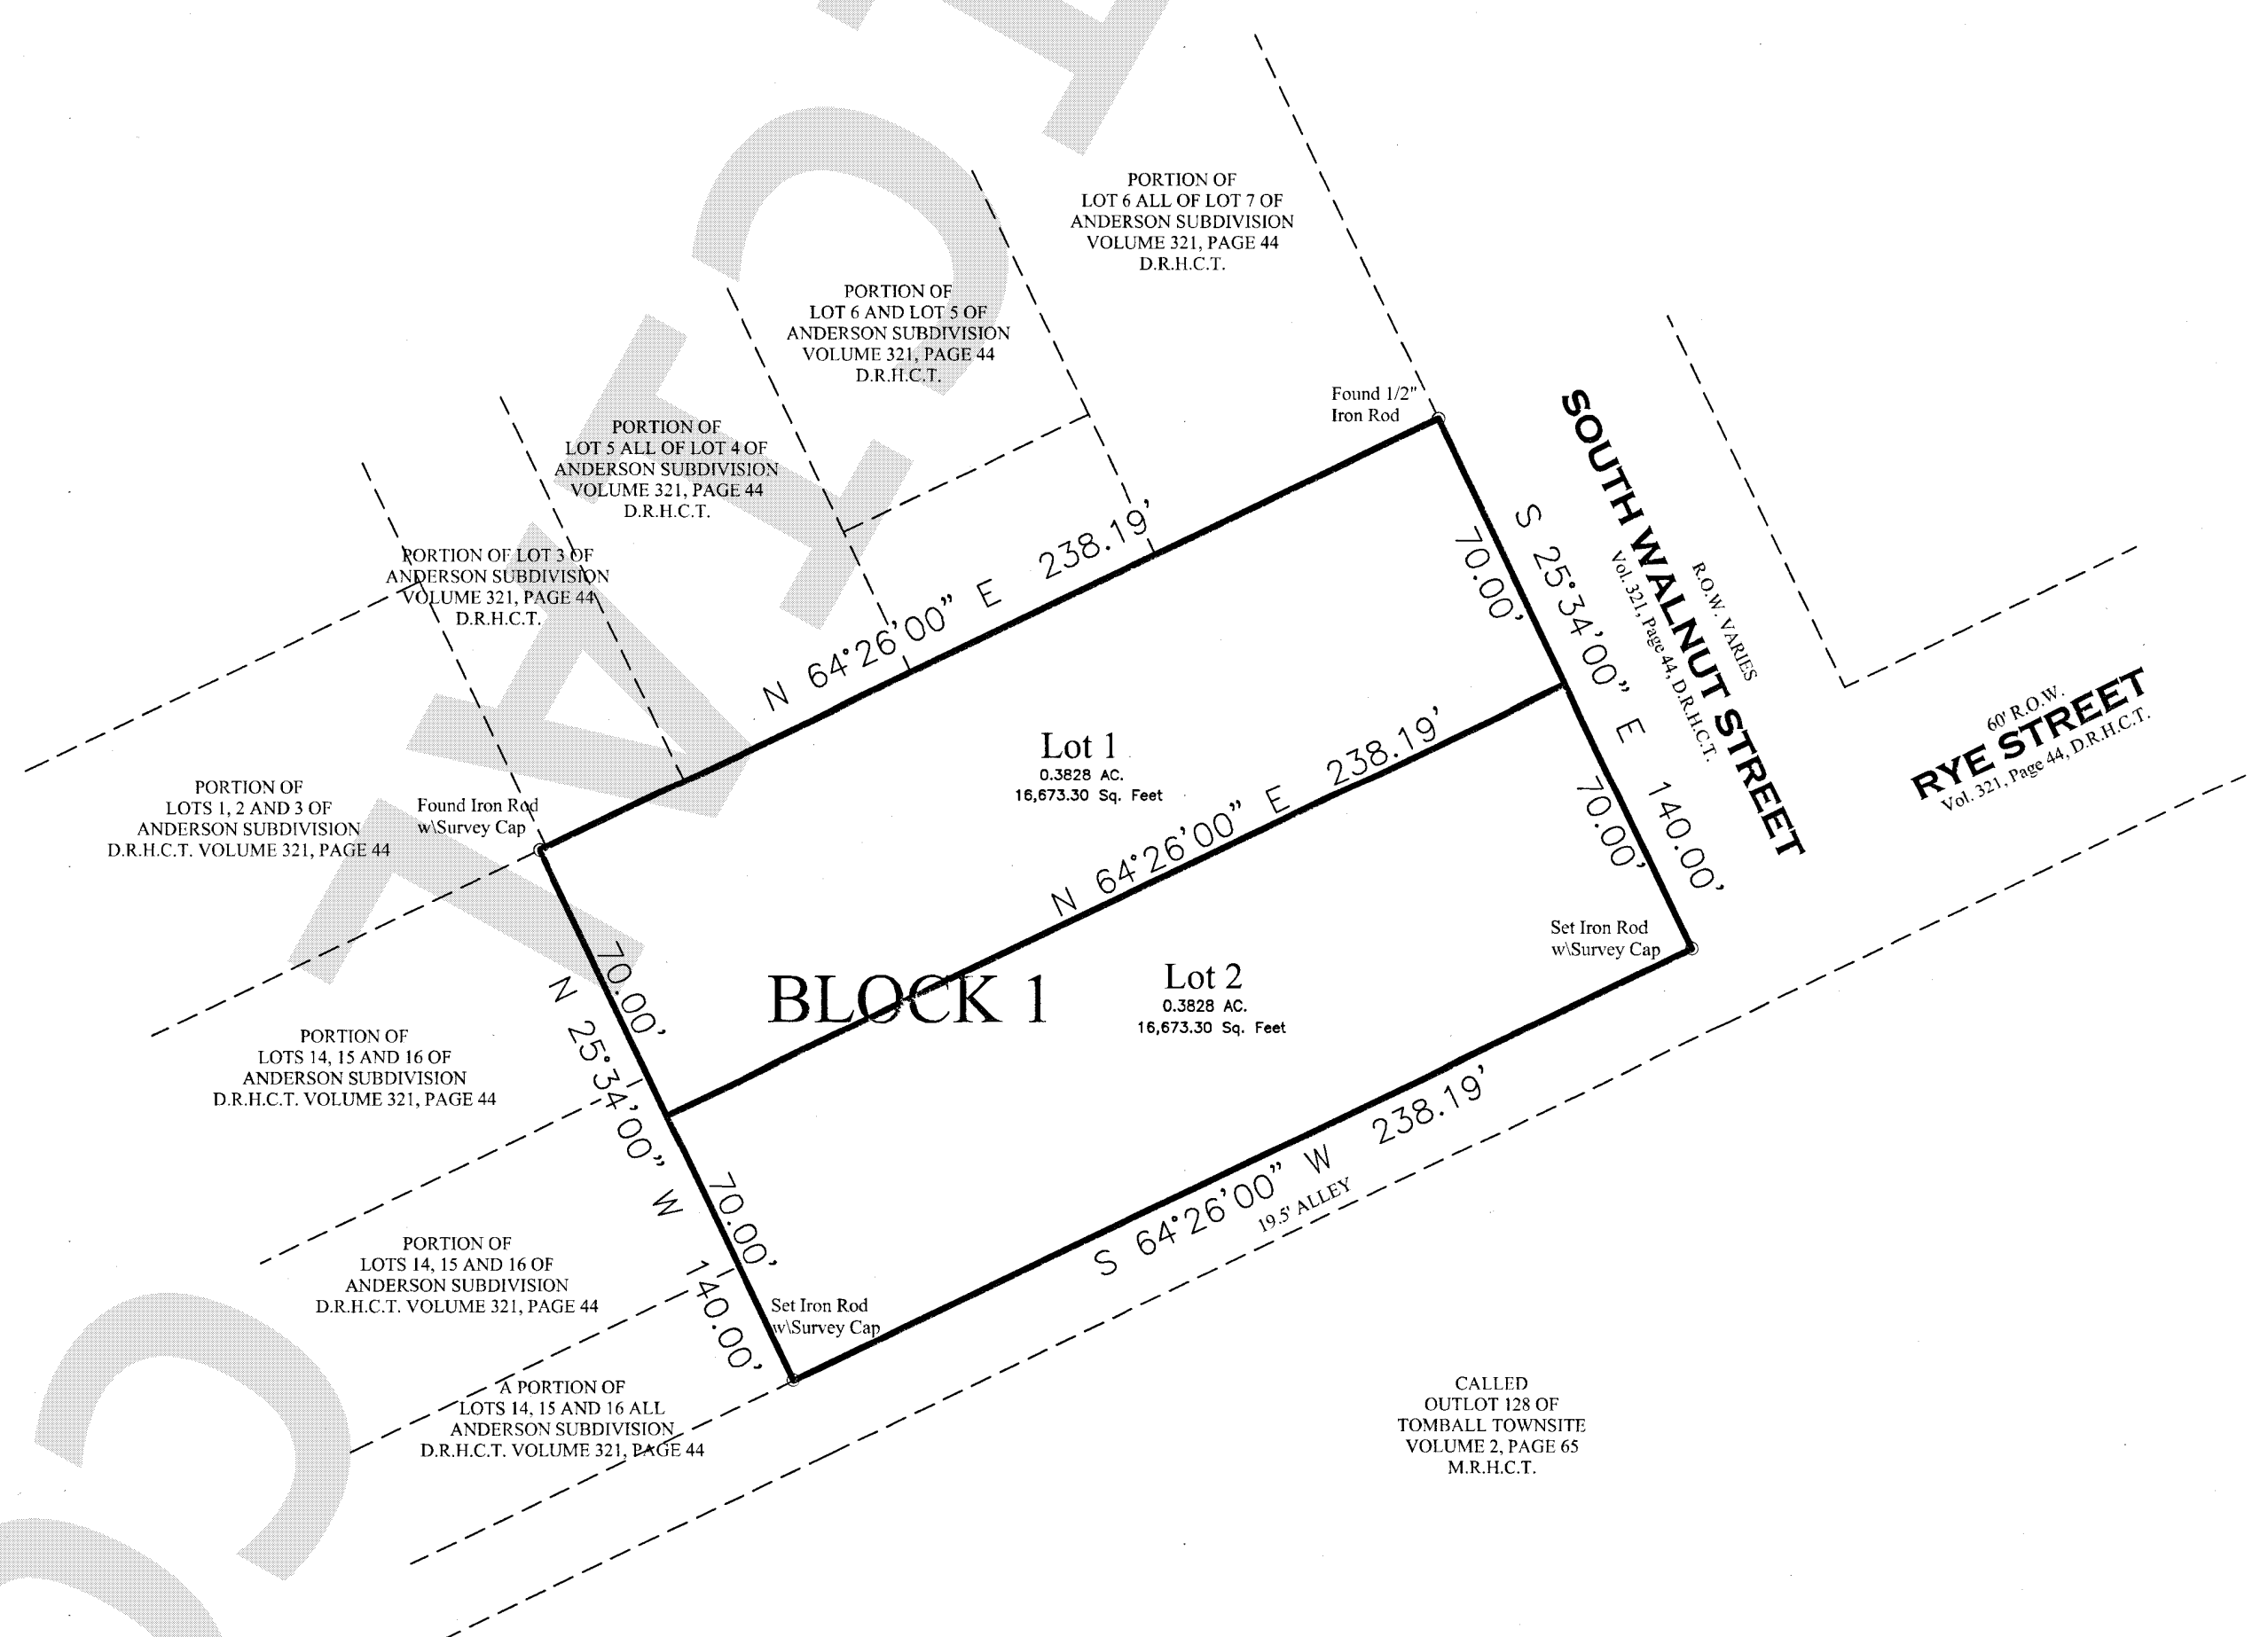 PORTION OF
LOT 6 ALL OF LOT 7 OF
ANDERSON SUBDIVISION
VOLUME 321, PAGE 44
D.R.H.C.T.
PORTION OF
LOT 6 AND LOT 5 OF
ANDERSON SUBDIVISION
VOLUME 321, PAGE 44
D.R.H.C.T.
PORTION OF
LOT 5 ALL OF LOT 4 OF
ANDERSON SUBDIVISION
VOLUME 321, PAGE 44
D.R.H.C.T.
PORTION OF LOT 3 OF
ANDERSON SUBDIVISION
VOLUME 321, PAGE 44
D.R.H.C.T.
Found 1/2"
Iron Rod
N 64°26'00" E 238.19'
70.00'
S 25°34'00" E 140.00'
SOUTH WALNUT STREET
Vol. 321, Page 44, D.R.H.C.T.
R.O.W. VARIES
60' R.O.W.
RYE STREET
Vol. 321, Page 44, D.R.H.C.T.
Lot 1
0.3828 AC.
16,673.30 Sq. Feet
N 64°26'00" E 238.19'
70.00'
PORTION OF
LOTS 1, 2 AND 3 OF
ANDERSON SUBDIVISION
D.R.H.C.T. VOLUME 321, PAGE 44
Found Iron Rod
w\Survey Cap
Set Iron Rod
w\Survey Cap
70.00'
BLOCK 1
Lot 2
0.3828 AC.
16,673.30 Sq. Feet
N 25°34'00" W 140.00'
PORTION OF
LOTS 14, 15 AND 16 OF
ANDERSON SUBDIVISION
D.R.H.C.T. VOLUME 321, PAGE 44
70.00'
S 64°26'00" W 238.19'
19.5' ALLEY
PORTION OF
LOTS 14, 15 AND 16 OF
ANDERSON SUBDIVISION
D.R.H.C.T. VOLUME 321, PAGE 44
Set Iron Rod
w\Survey Cap
A PORTION OF
LOTS 14, 15 AND 16 ALL
ANDERSON SUBDIVISION
D.R.H.C.T. VOLUME 321, PAGE 44
CALLED
OUTLOT 128 OF
TOMBALL TOWNSITE
VOLUME 2, PAGE 65
M.R.H.C.T.